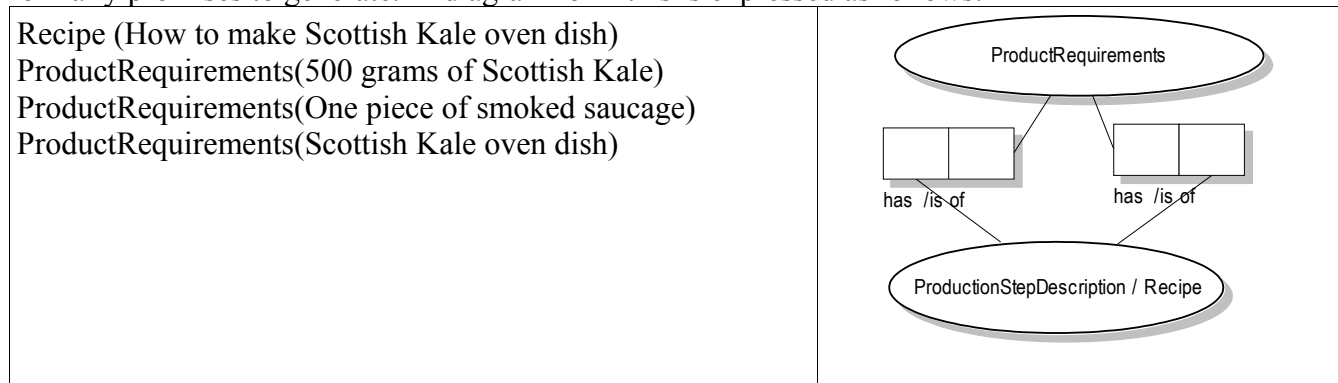 Recipe (How to make Scottish Kale oven dish)
ProductRequirements(500 grams of Scottish Kale)
ProductRequirements(One piece of smoked saucage)
ProductRequirements(Scottish Kale oven dish)
ProductRequirements
has /is of
has /is of
ProductionStepDescription / Recipe